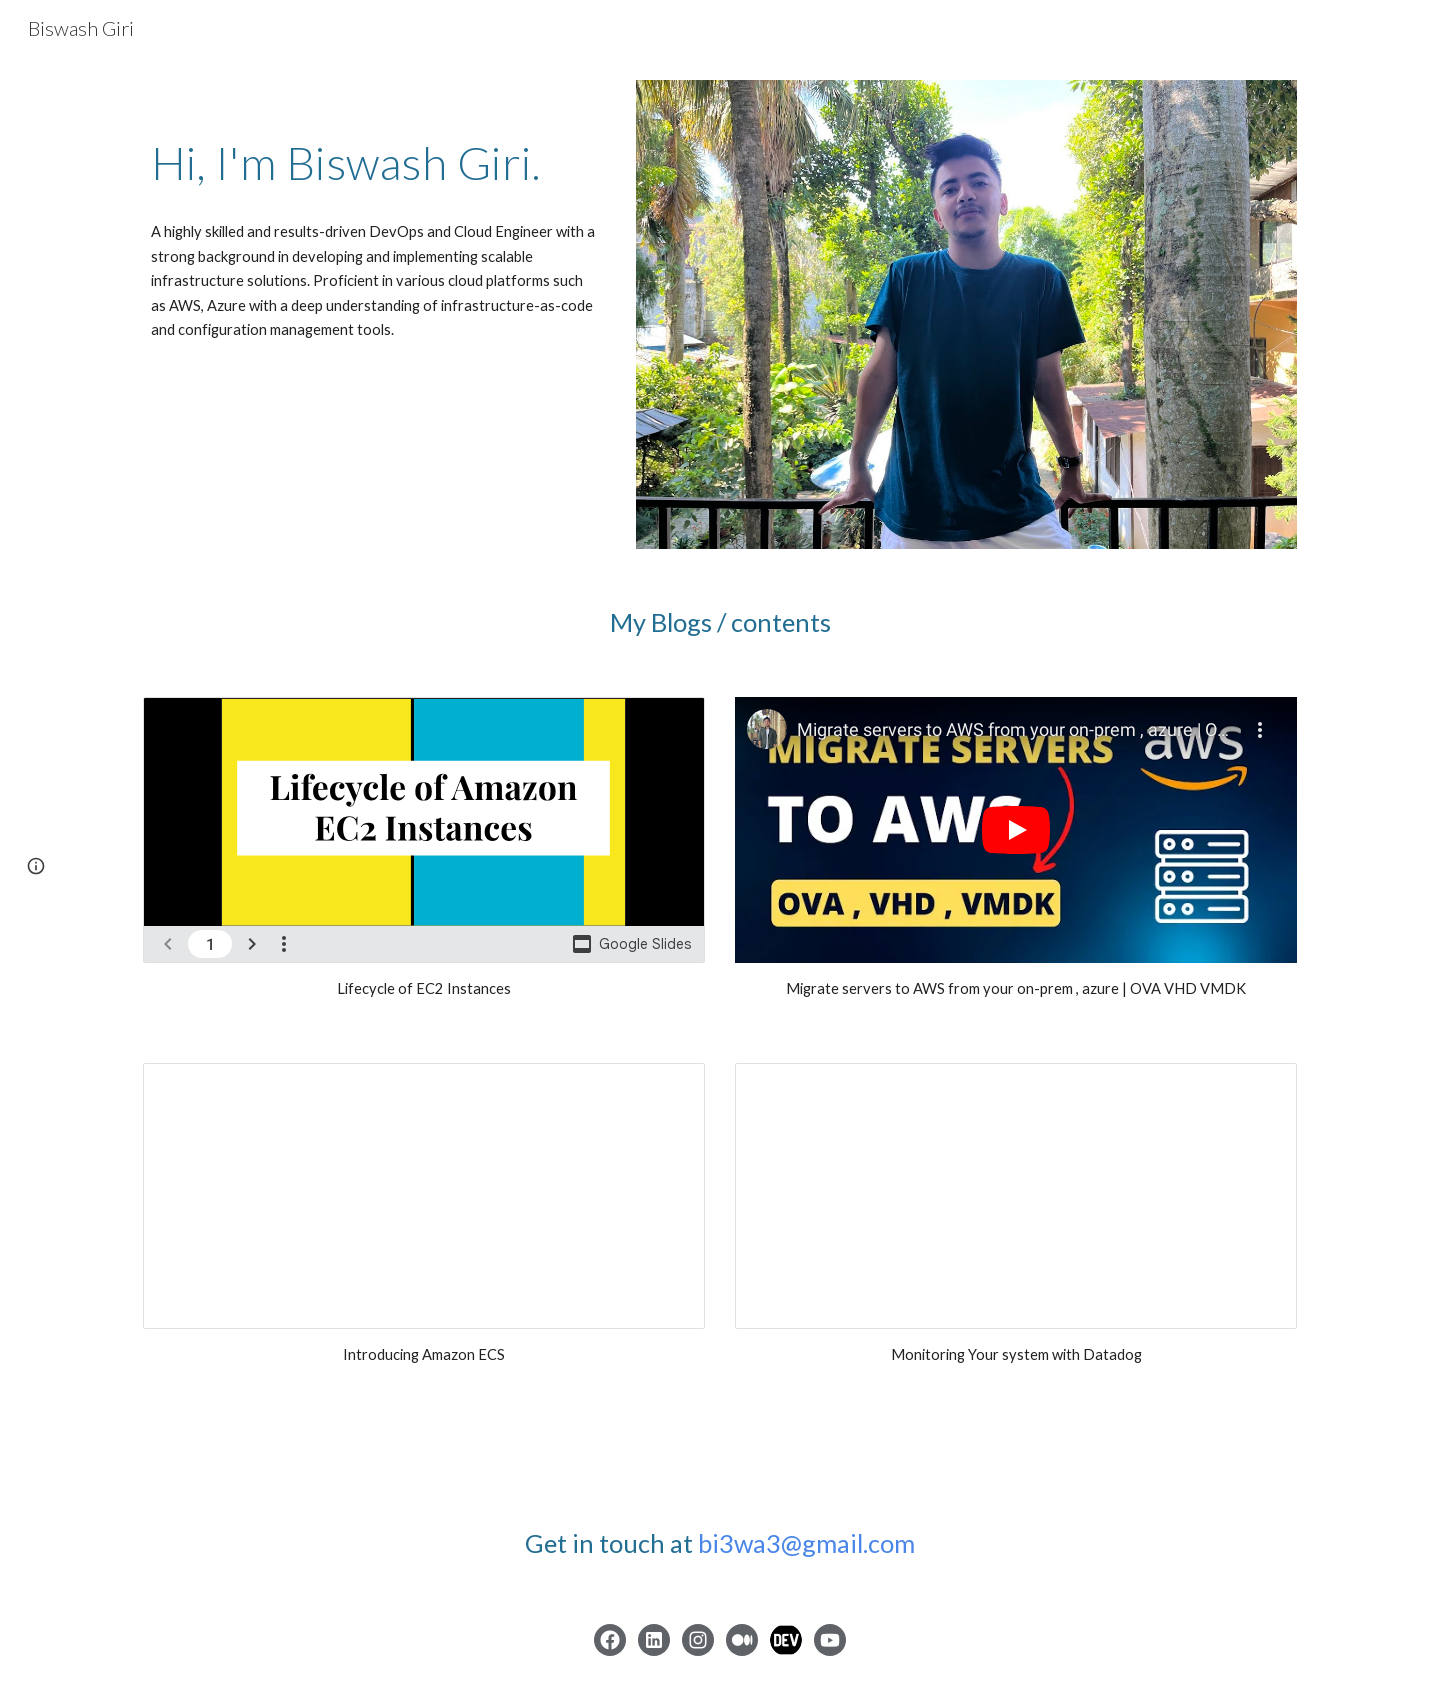 Biswash Giri
Hi, I'm Biswash Giri.
A highly skilled and results-driven DevOps and Cloud Engineer with a
strong background in developing and implementing scalable
infrastructure solutions. Proficient in various cloud platforms such
as AWS, Azure with a deep understanding of infrastructure-as-code
and configuration management tools.
My Blogs / contents
Lifecycle of Amazon
EC2 Instances
1
Google Slides
Lifecycle of EC2 Instances
Migrate servers to AWS from your on-prem , azure | O...
MIGRATE SERVERS
aws
TO AWS
OVA , VHD , VMDK
Migrate servers to AWS from your on-prem , azure | OVA VHD VMDK
Introducing Amazon ECS
Monitoring Your system with Datadog
Get in touch at bi3wa3@gmail.com
DEV